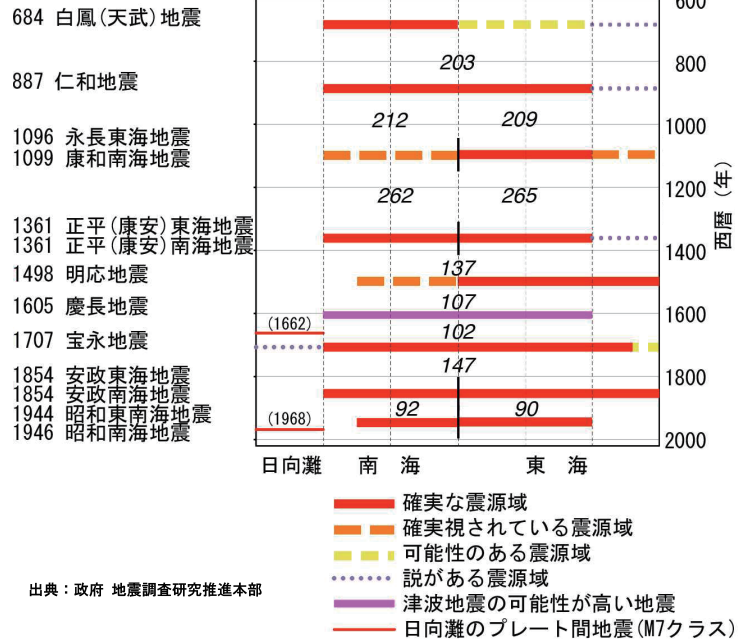 600
684 白鳳(天武)地震
203
800
887 仁和地震
212
209
1000
1096 永長東海地震
1099 康和南海地震
262
265
1200
1361 正平(康安)東海地震
1361 正平(康安)南海地震
1400
137
1498 明応地震
107
1605 慶長地震
1600
(1662)
102
1707 宝永地震
147
1800
1854 安政東海地震
1854 安政南海地震
92
90
1944 昭和東南海地震
(1968)
1946 昭和南海地震
2000
西暦(年)
日向灘 南 海 東 海
確実な震源域
確実視されている震源域
可能性のある震源域
説がある震源域
津波地震の可能性が高い地震
日向灘のプレート間地震(M7クラス)
出典:政府 地震調査研究推進本部